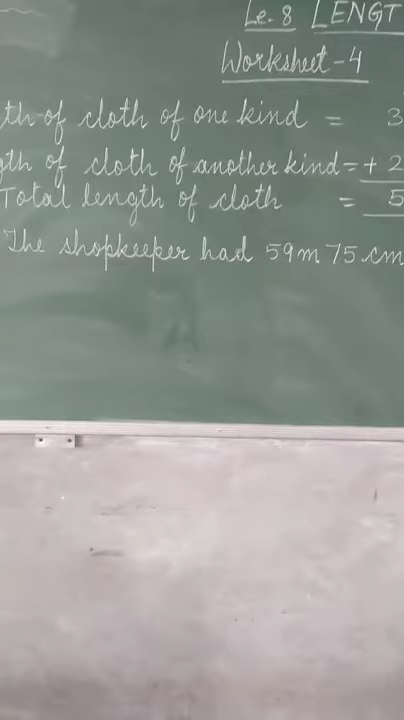 Le-8 LENGT
Worksheet-4
th of cloth of one kind = 3
gth of cloth of another kind = + 2
Total length of cloth = 5
The shopkeeper had 59m 75 cm